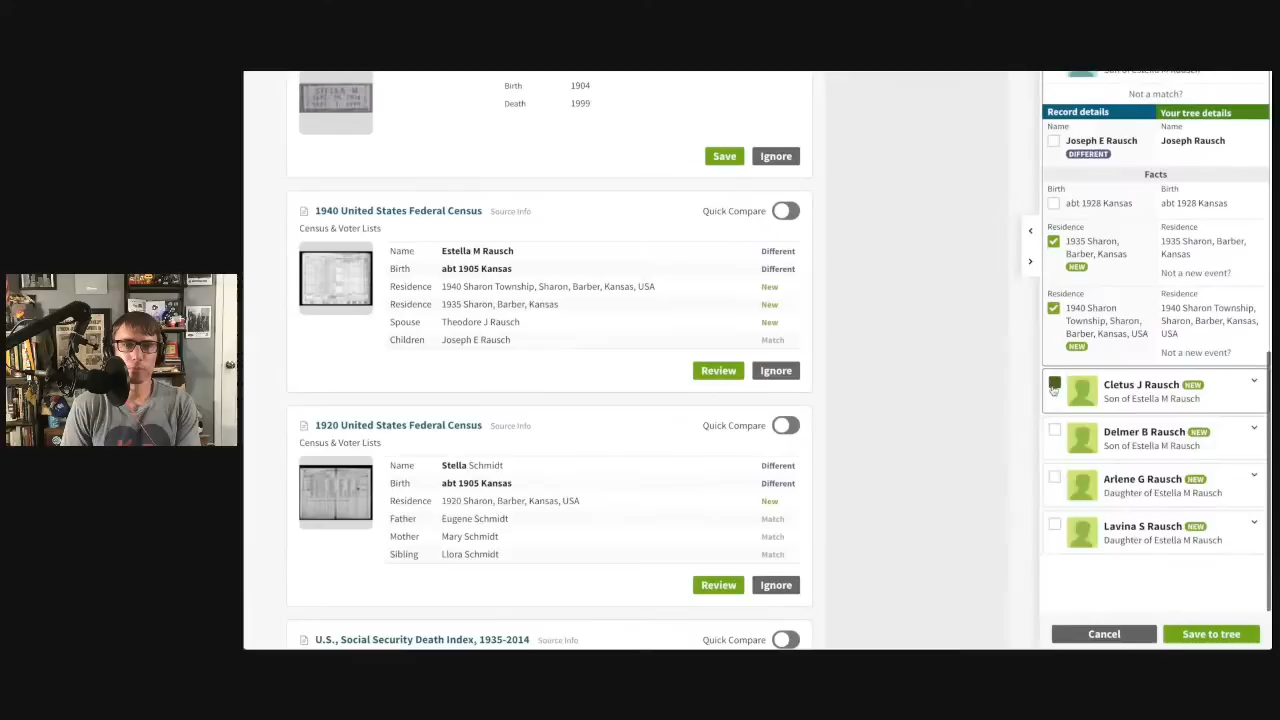 Birth 1904
Death 1999
STELLA M
Save
Ignore
1940 United States Federal Census Source Info
Quick Compare
Census & Voter Lists
Name Estella M Rausch Different
Birth abt 1905 Kansas Different
Residence 1940 Sharon Township, Sharon, Barber, Kansas, USA New
Residence 1935 Sharon, Barber, Kansas New
Spouse Theodore J Rausch New
Children Joseph E Rausch Match
Review
Ignore
1920 United States Federal Census Source Info
Quick Compare
Census & Voter Lists
Name Stella Schmidt Different
Birth abt 1905 Kansas Different
Residence 1920 Sharon, Barber, Kansas, USA New
Father Eugene Schmidt Match
Mother Mary Schmidt Match
Sibling Llora Schmidt Match
Review
Ignore
U.S., Social Security Death Index, 1935-2014 Source Info
Quick Compare
Son of Estella M Rausch
Not a match?
Record details
Your tree details
Name
Joseph E Rausch
DIFFERENT
Name
Joseph Rausch
Facts
Birth
abt 1928 Kansas
Birth
abt 1928 Kansas
Residence
1935 Sharon,
Barber, Kansas
NEW
Residence
1935 Sharon, Barber,
Kansas
Not a new event?
Residence
1940 Sharon
Township, Sharon,
Barber, Kansas, USA
NEW
Residence
1940 Sharon Township,
Sharon, Barber, Kansas,
USA
Not a new event?
Cletus J Rausch NEW
Son of Estella M Rausch
Delmer B Rausch NEW
Son of Estella M Rausch
Arlene G Rausch NEW
Daughter of Estella M Rausch
Lavina S Rausch NEW
Daughter of Estella M Rausch
Cancel
Save to tree